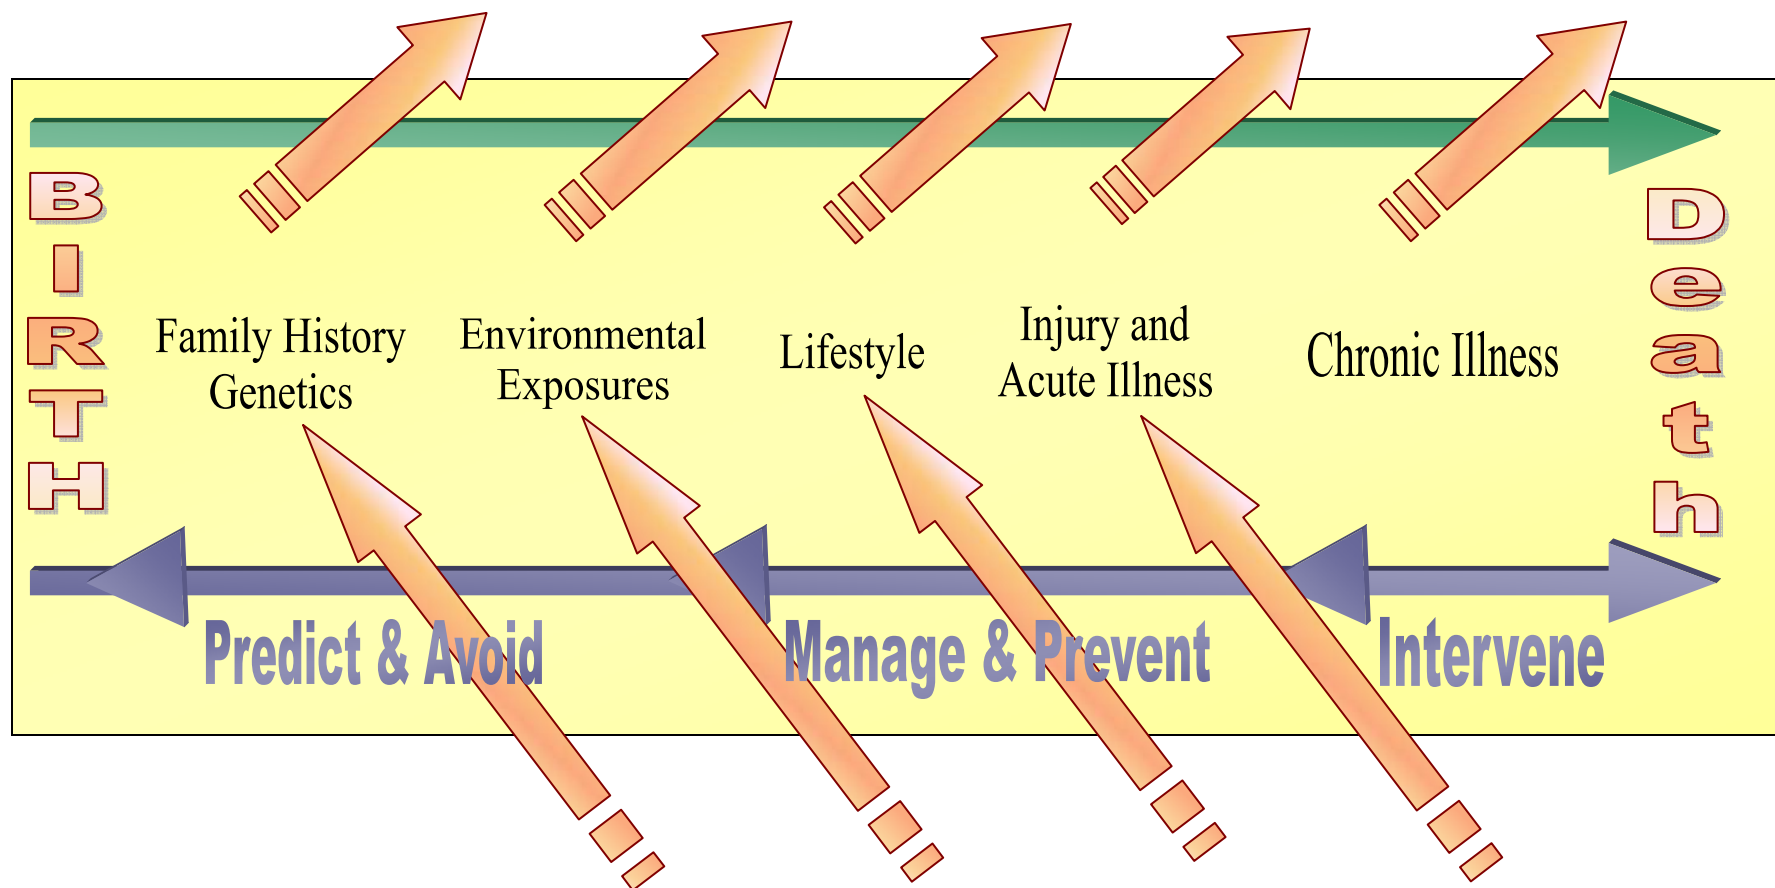 BIRTH
Family History
Genetics
Environmental
Exposures
Lifestyle
Injury and
Acute Illness
Chronic Illness
Death
Predict & Avoid
Manage & Prevent
Intervene